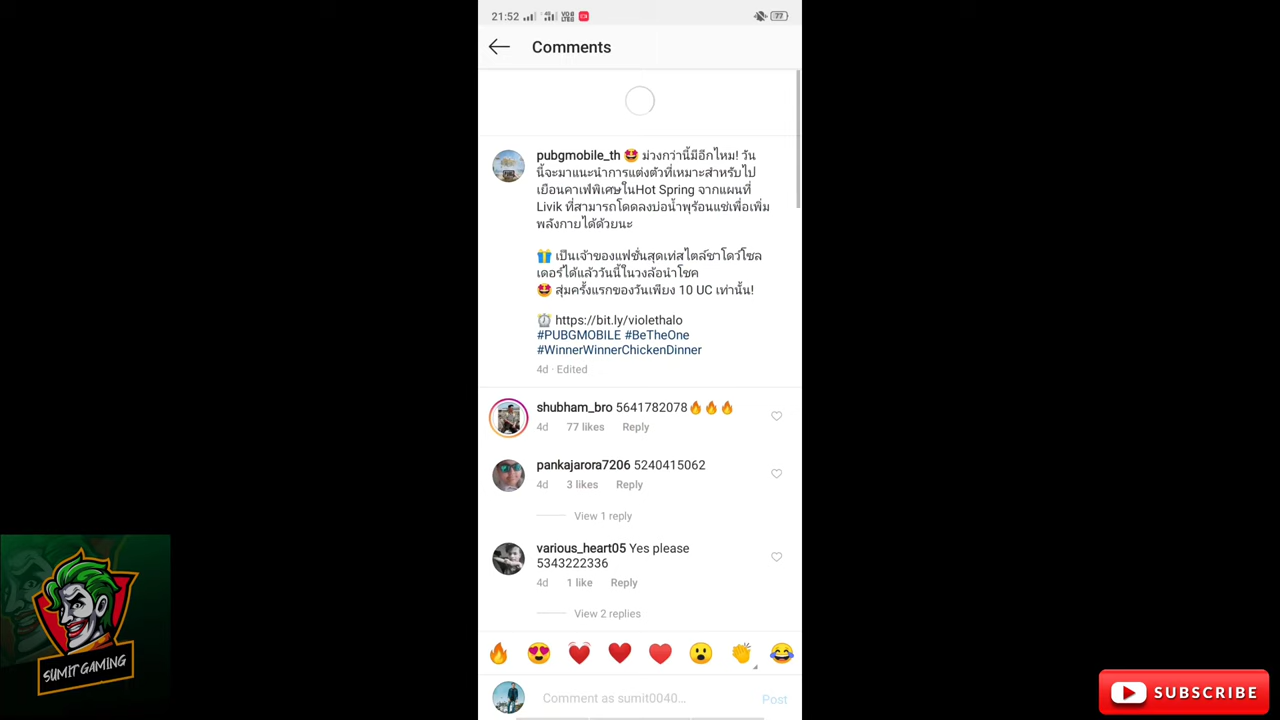 21:52
77
Comments
pubgmobile_th 🤩 ม่วงกว่านี้มีอีกไหม! วัน
นี้จะมาแนะนำการแต่งตัวที่เหมาะสำหรับไป
เยือนคาเฟ่พิเศษในHot Spring จากแผนที่
Livik ที่สามารถโดดลงบ่อน้ำพุร้อนแช่เพื่อเพิ่ม
พลังกายได้ด้วยนะ
🎁 เป็นเจ้าของแฟชั่นสุดเท่สไตล์ชาโดว์โซล
เดอร์ได้แล้ววันนี้ในวงล้อนำโชค
🤩 สุ่มครั้งแรกของวันเพียง 10 UC เท่านั้น!
⏰ https://bit.ly/violethalo
#PUBGMOBILE #BeTheOne
#WinnerWinnerChickenDinner
4d · Edited
shubham_bro 5641782078🔥🔥🔥
4d 77 likes Reply
pankajarora7206 5240415062
4d 3 likes Reply
View 1 reply
various_heart05 Yes please
5343222336
4d 1 like Reply
View 2 replies
Comment as sumit0040... Post
SUMIT GAMING
SUBSCRIBE